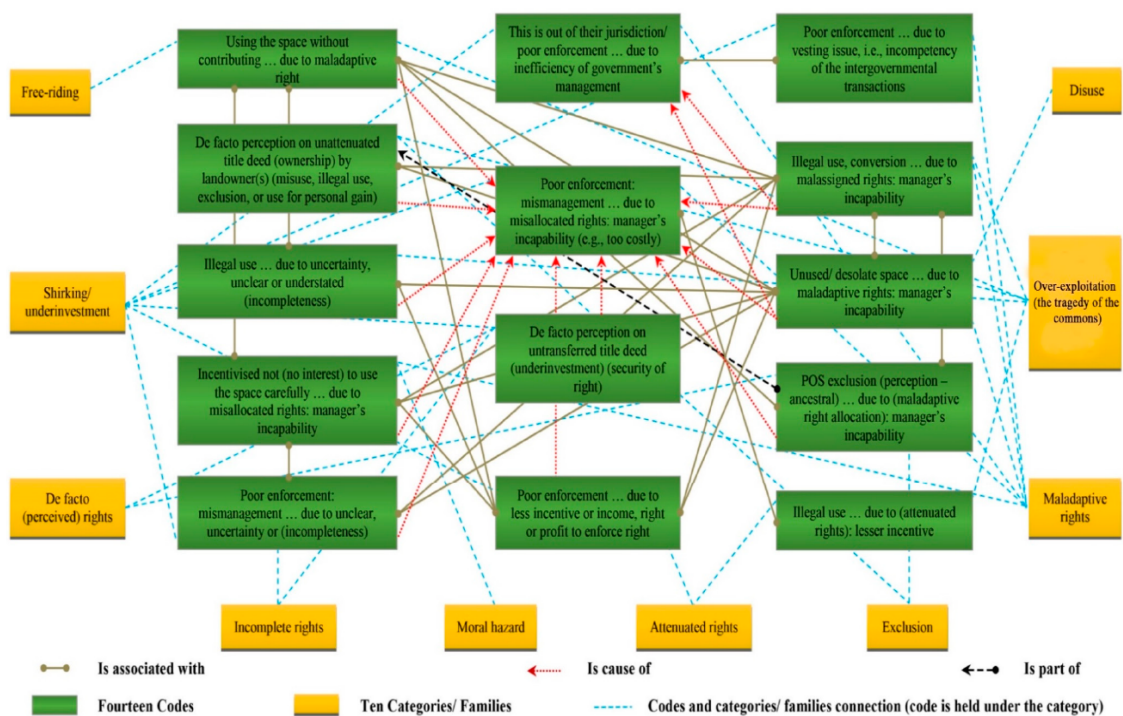 Using the space without
contributing … due to maladaptive
right
This is out of their jurisdiction/
poor enforcement … due to
inefficiency of government's
management
Poor enforcement … due to
vesting issue, i.e., incompetency
of the intergovernmental
transactions
Free-riding
Disuse
De facto perception on unattenuated
title deed (ownership) by
landowner(s) (misuse, illegal use,
exclusion, or use for personal gain)
Poor enforcement:
mismanagement … due to
misallocated rights: manager's
incapability (e.g., too costly)
Illegal use, conversion … due to
malassigned rights: manager's
incapability
Shirking/
underinvestment
Illegal use … due to uncertainty,
unclear or understated
(incompleteness)
Unused/ desolate space … due to
maladaptive rights: manager's
incapability
Over-exploitation
(the tragedy of the
commons)
De facto perception on
untransferred title deed
(underinvestment) (security of
right)
Incentivised not (no interest) to use
the space carefully … due to
misallocated rights: manager's
incapability
POS exclusion (perception –
ancestral) … due to (maladaptive
right allocation): manager's
incapability
De facto
(perceived) rights
Poor enforcement:
mismanagement … due to unclear,
uncertainty or (incompleteness)
Poor enforcement … due to
less incentive or income, right
or profit to enforce right
Illegal use … due to (attenuated
rights): lesser incentive
Maladaptive
rights
Incomplete rights
Moral hazard
Attenuated rights
Exclusion
Is associated with
Is cause of
Is part of
Fourteen Codes
Ten Categories/ Families
Codes and categories/ families connection (code is held under the category)